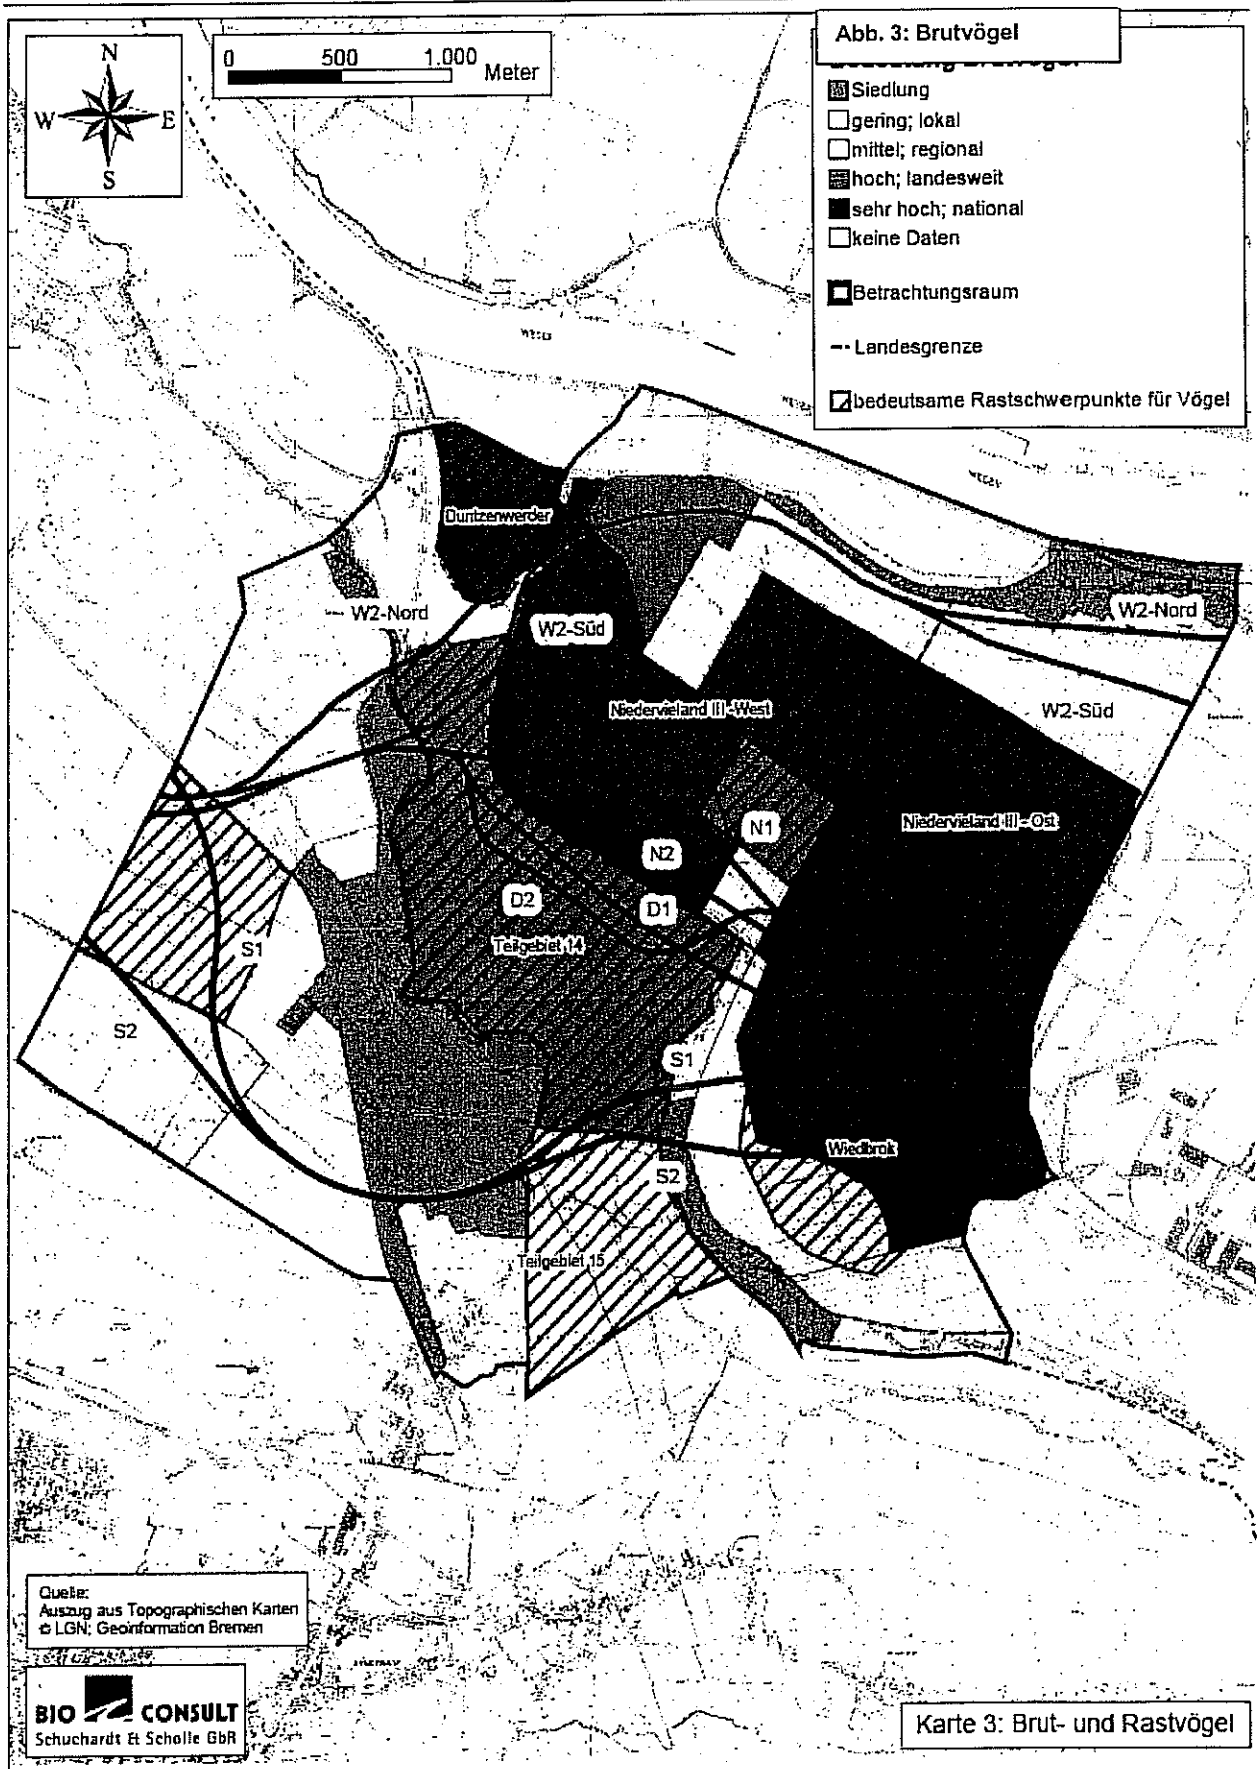 N
W E
S
0 500 1.000 Meter
Abb. 3: Brutvögel
Siedlung
gering; lokal
mittel; regional
hoch; landesweit
sehr hoch; national
keine Daten
Betrachtungsraum
Landesgrenze
bedeutsame Rastschwerpunkte für Vögel
WESER
WESER
Duntzenwerder
W2-Nord
W2-Süd
W2-Nord
Niedervieland III -West
W2-Süd
Niedervieland III - Ost
N1
N2
D2
D1
Teilgebiet 14
S1
S2
S1
Wiedbrok
S2
Teilgebiet 15
Quelle:
Auszug aus Topographischen Karten
© LGN; Geoinformation Bremen
BIO CONSULT
Schuchardt & Scholle GbR
Karte 3: Brut- und Rastvögel